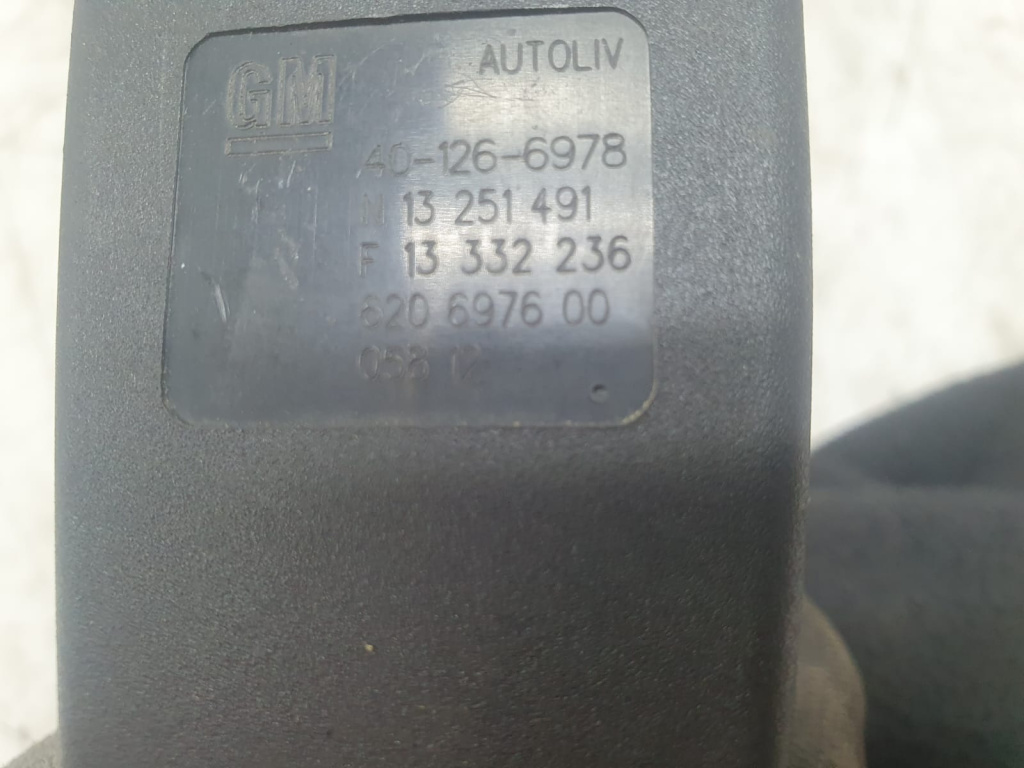 GM AUTOLIV
40-126-6978
N 13 251 491
F 13 332 236
620 6976 00